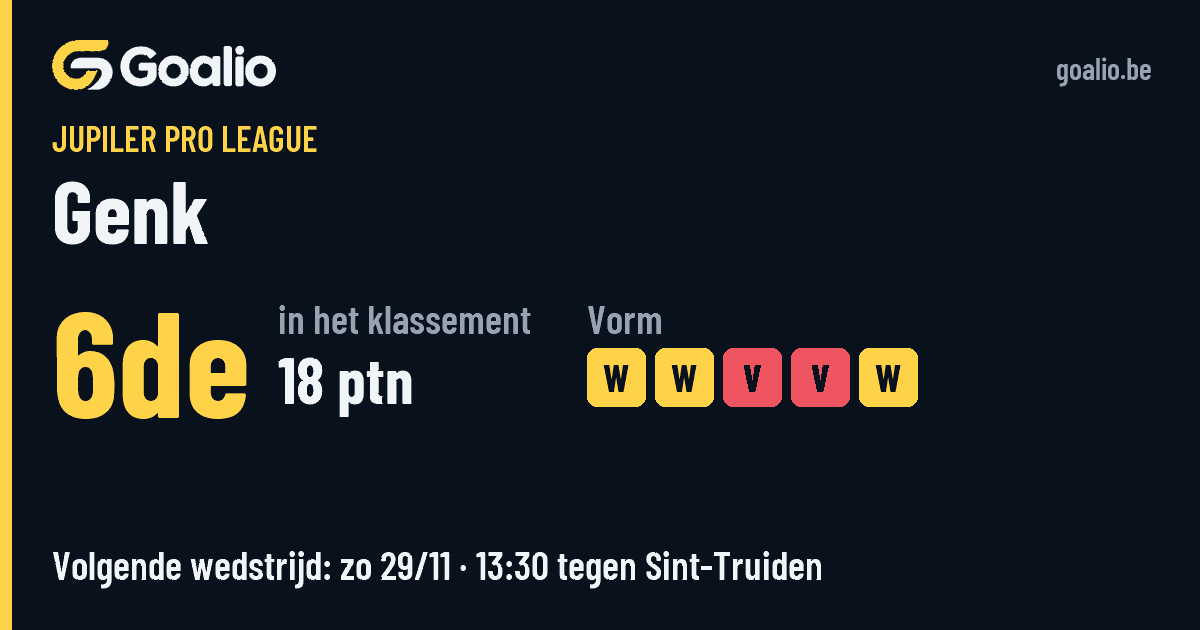 Goalio
goalio.be
JUPILER PRO LEAGUE
Genk
6de
in het klassement
18 ptn
Vorm
W W V V W
Volgende wedstrijd: zo 29/11 · 13:30 tegen Sint-Truiden